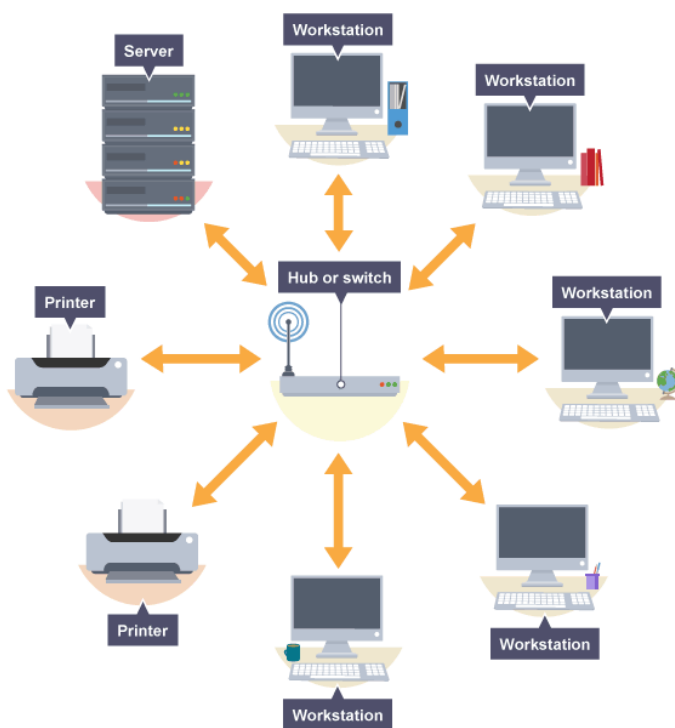 Workstation
Server
Workstation
Hub or switch
Printer
Workstation
Printer
Workstation
Workstation